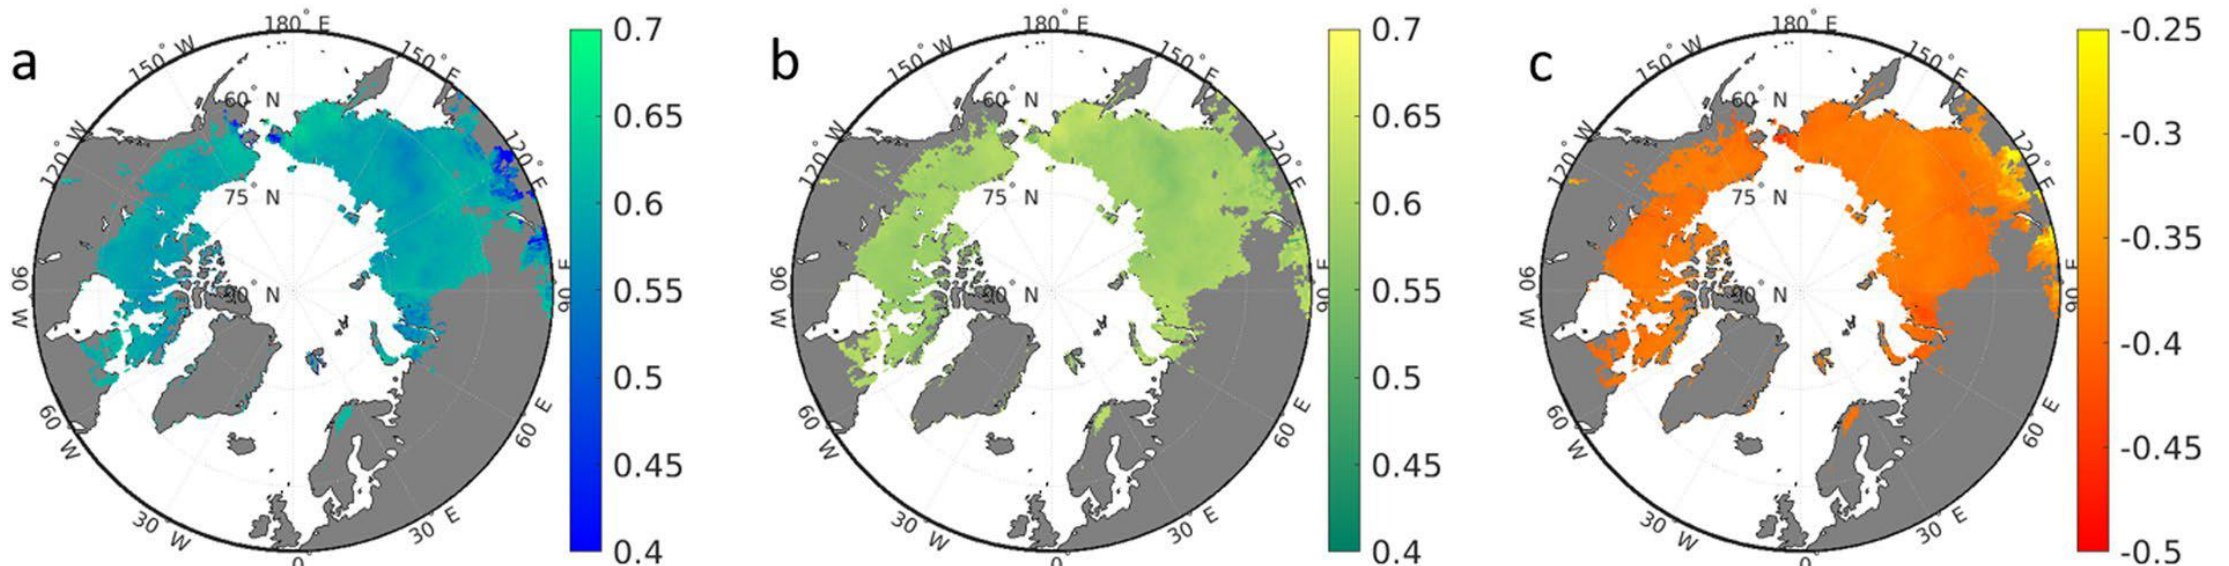 a
180° E
150° E
120° E
90° E
60° E
30° E
0°
30° W
60° W
90° W
120° W
150° W
60° N
75° N
90° N
0.7
0.65
0.6
0.55
0.5
0.45
0.4
b
180° E
150° E
120° E
90° E
60° E
30° E
0°
30° W
60° W
90° W
120° W
150° W
60° N
75° N
90° N
0.7
0.65
0.6
0.55
0.5
0.45
0.4
c
180° E
150° E
120° E
90° E
60° E
30° E
0°
30° W
60° W
90° W
120° W
150° W
60° N
75° N
90° N
-0.25
-0.3
-0.35
-0.4
-0.45
-0.5